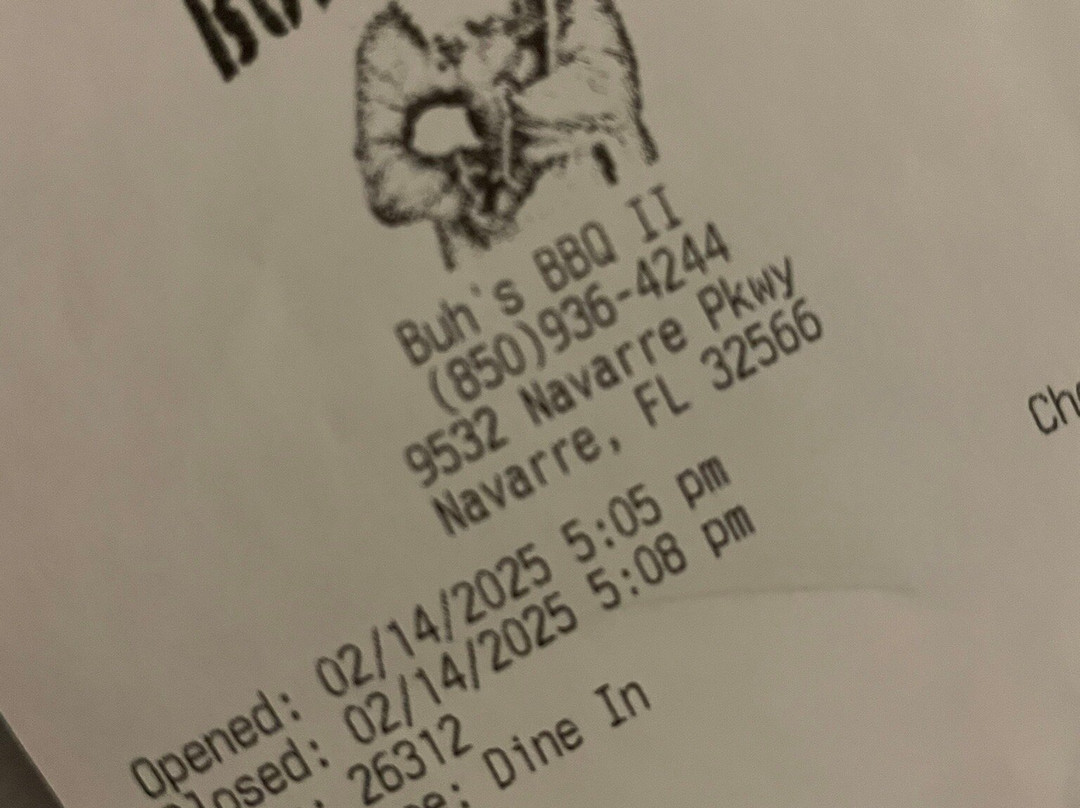 Buh's BBQ II
(850)936-4244
9532 Navarre Pkwy
Navarre, FL 32566
Opened: 02/14/2025 5:05 pm
Closed: 02/14/2025 5:08 pm
26312
Dine In